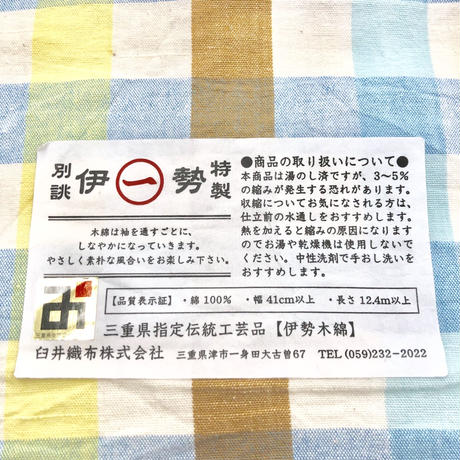 別誂 伊 一 勢 特製
木綿は袖を通すごとに、
しなやかになっていきます。
やさしく素朴な風合いをお楽しみ下さい。
●商品の取り扱いについて●
本商品は湯のし済ですが、3〜5%
の縮みが発生する恐れがあります。
収縮についてお気になされる方は、
仕立前の水通しをおすすめします。
熱を加えると縮みの原因になります
のでお湯や乾燥機は使用しないで
ください。中性洗剤で手お し洗いを
おすすめします。
【品質表示証】・綿 100% ・幅 41cm以上 ・長さ 12.4m以上
三重県指定伝統工芸品【伊勢木綿】
臼井織布株式会社 三重県津市一身田大古曽67 TEL (059)232-2022